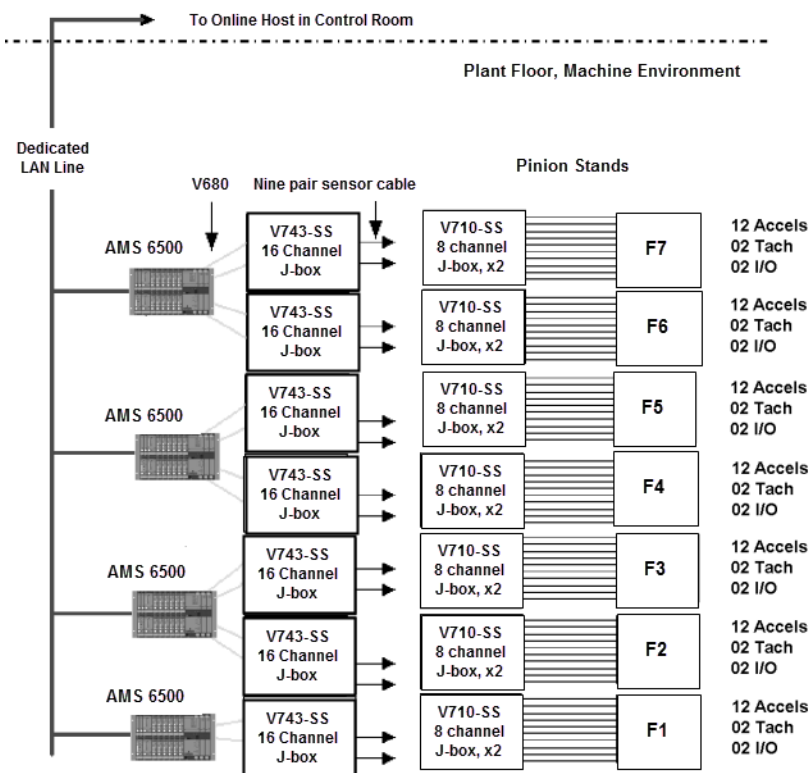 To Online Host in Control Room
Plant Floor, Machine Environment
Dedicated
LAN Line
Pinion Stands
V680
Nine pair sensor cable
AMS 6500
V743-SS
16 Channel
J-box
V710-SS
8 channel
J-box, x2
F7
12 Accels
02 Tach
02 I/O
V743-SS
16 Channel
J-box
V710-SS
8 channel
J-box, x2
F6
12 Accels
02 Tach
02 I/O
AMS 6500
V743-SS
16 Channel
J-box
V710-SS
8 channel
J-box, x2
F5
12 Accels
02 Tach
02 I/O
V743-SS
16 Channel
J-box
V710-SS
8 channel
J-box, x2
F4
12 Accels
02 Tach
02 I/O
AMS 6500
V743-SS
16 Channel
J-box
V710-SS
8 channel
J-box, x2
F3
12 Accels
02 Tach
02 I/O
V743-SS
16 Channel
J-box
V710-SS
8 channel
J-box, x2
F2
12 Accels
02 Tach
02 I/O
AMS 6500
V743-SS
16 Channel
J-box
V710-SS
8 channel
J-box, x2
F1
12 Accels
02 Tach
02 I/O